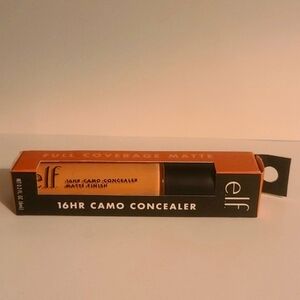 FULL COVERAGE MATTE
elf
16HR CAMO CONCEALER
MATTE FINISH
16HR CAMO CONCEALER
elf